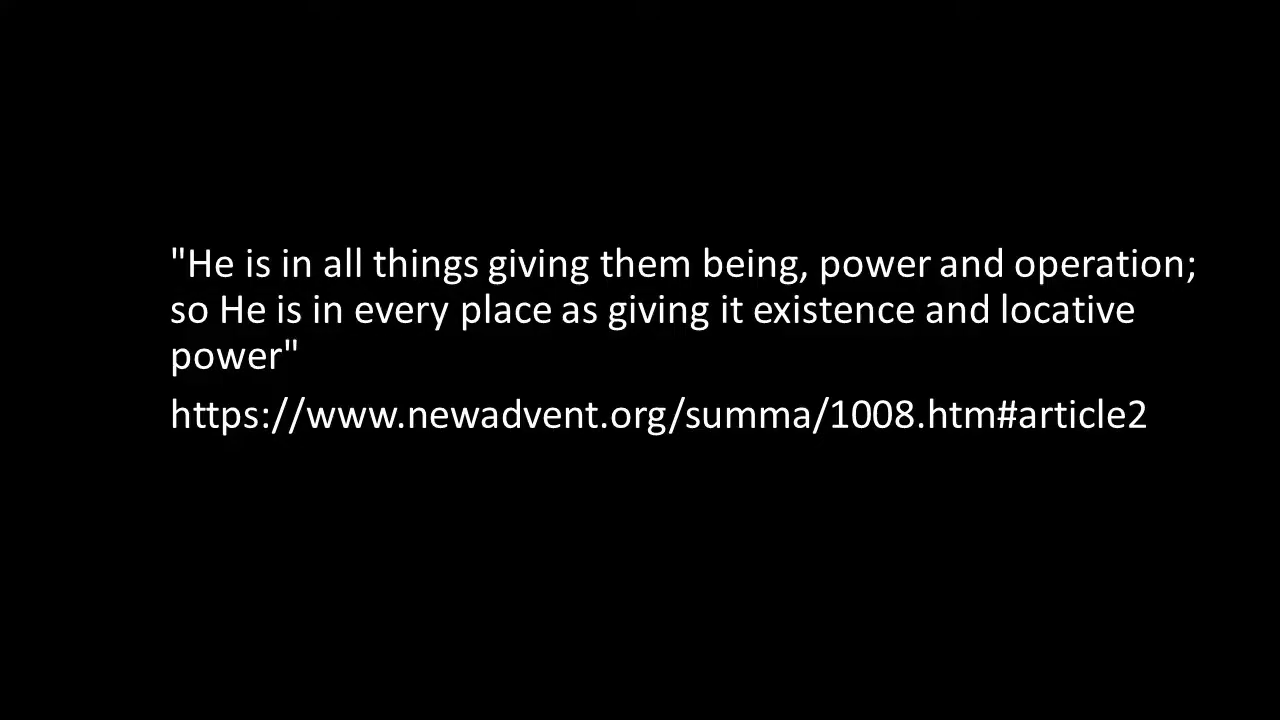 "He is in all things giving them being, power and operation;
so He is in every place as giving it existence and locative
power"
https://www.newadvent.org/summa/1008.htm#article2